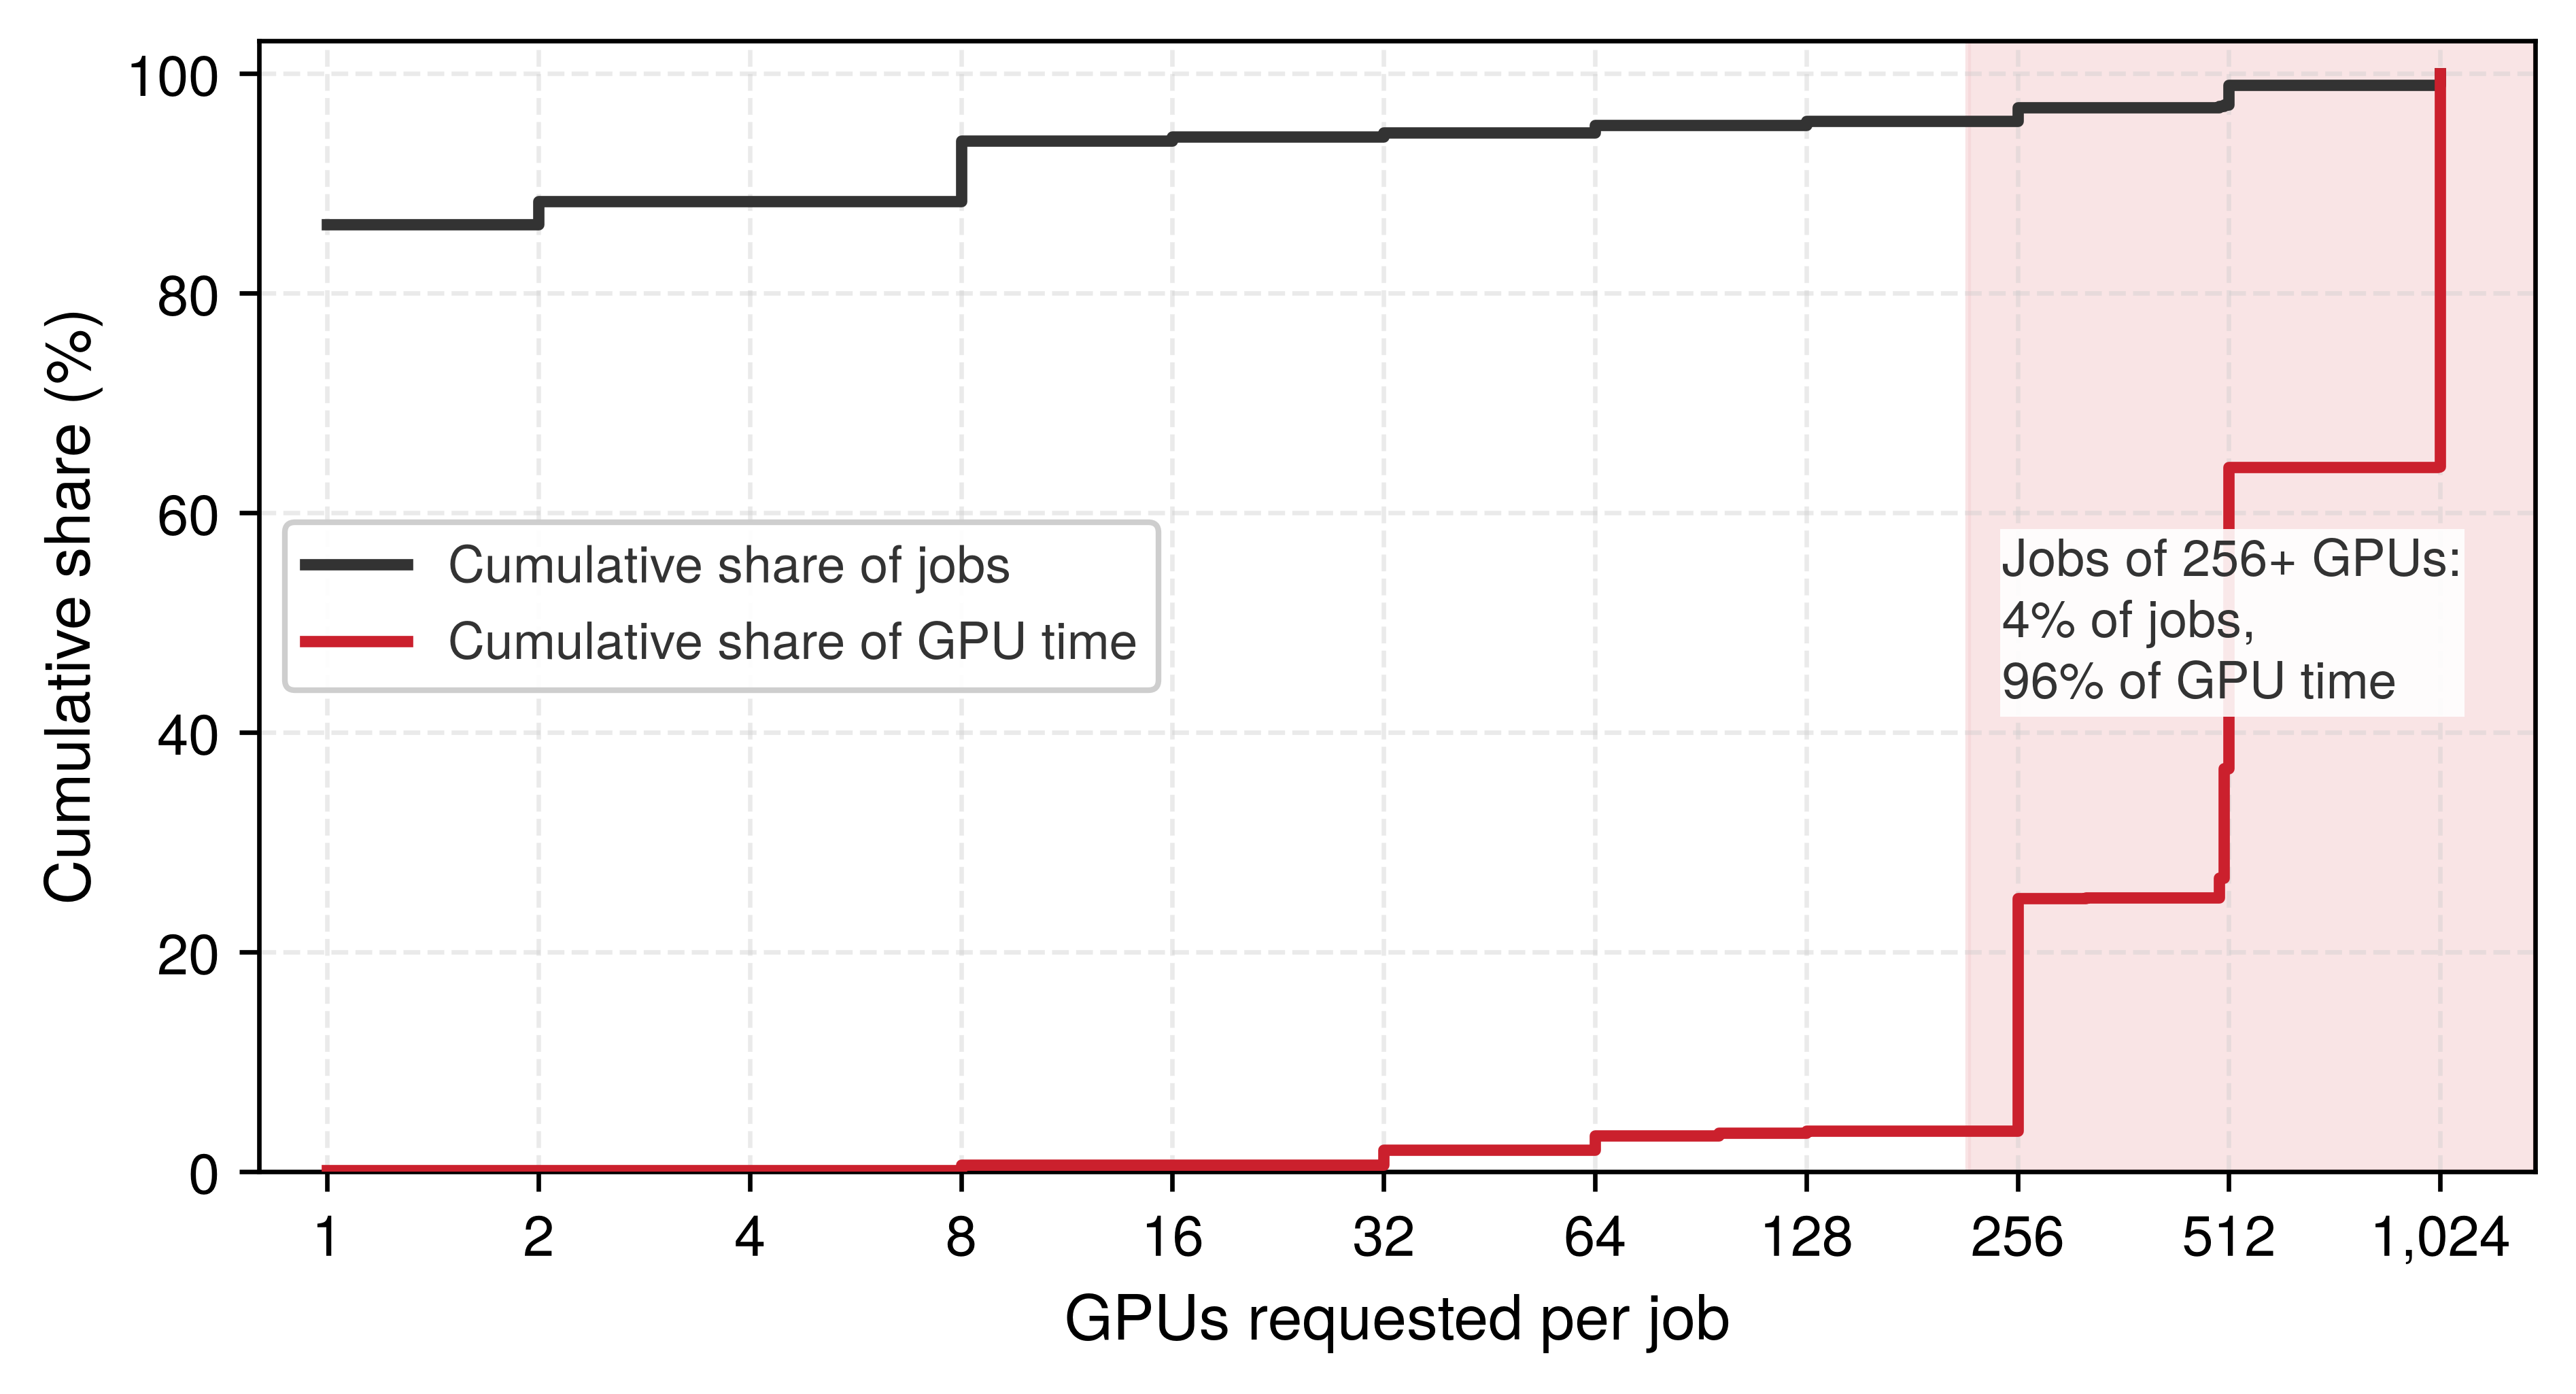 Cumulative share (%)
100
80
60
40
20
0
Cumulative share of jobs
Cumulative share of GPU time
Jobs of 256+ GPUs:
4% of jobs,
96% of GPU time
1 2 4 8 16 32 64 128 256 512 1,024
GPUs requested per job